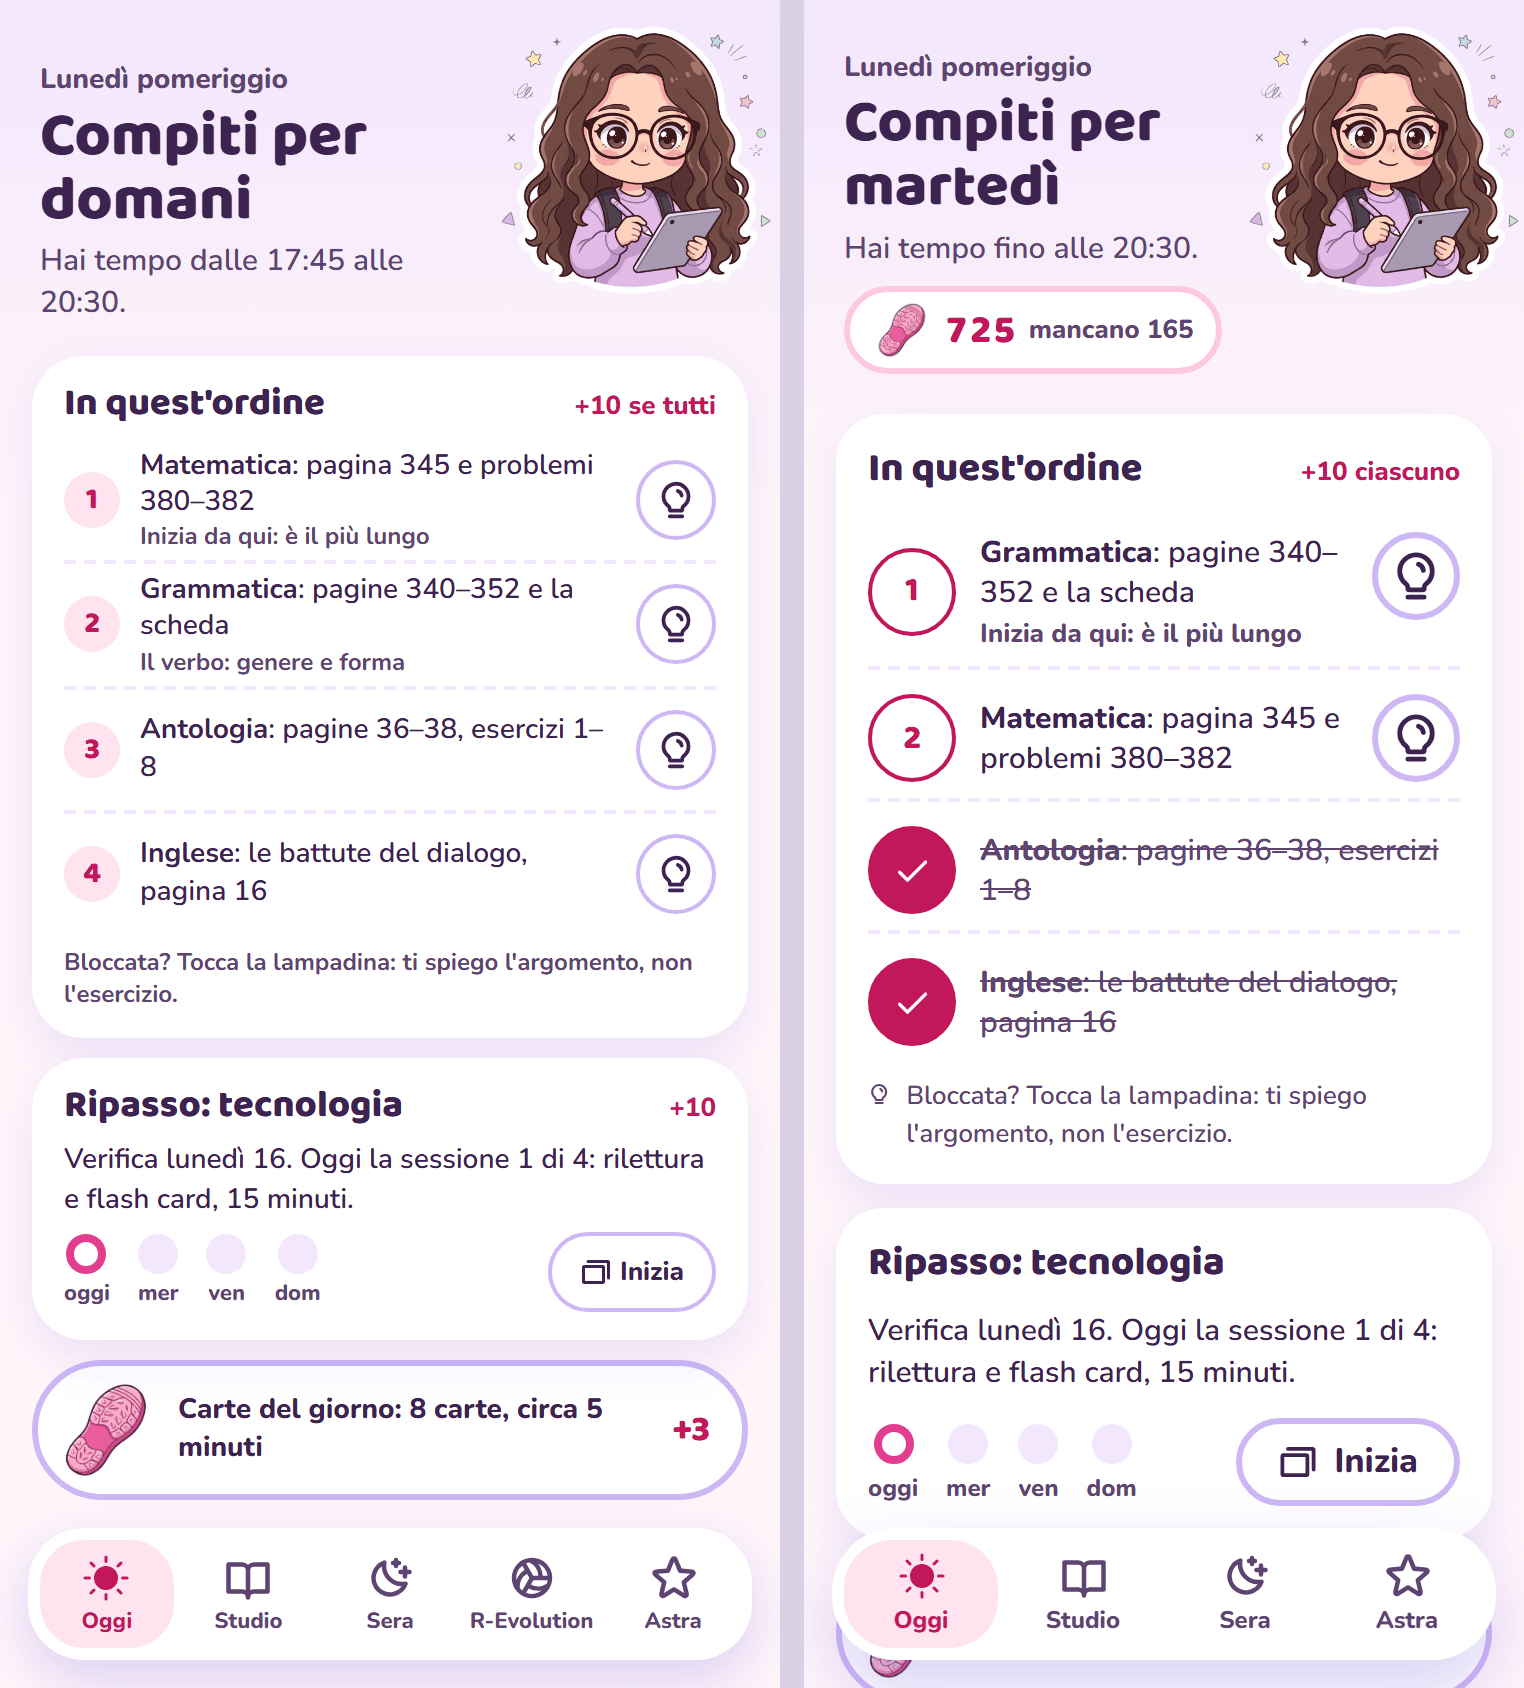 Lunedì pomeriggio
Compiti per
domani
Hai tempo dalle 17:45 alle
20:30.
In quest'ordine
+10 se tutti
1
Matematica: pagina 345 e problemi
380–382
Inizia da qui: è il più lungo
2
Grammatica: pagine 340–352 e la
scheda
Il verbo: genere e forma
3
Antologia: pagine 36–38, esercizi 1–
8
4
Inglese: le battute del dialogo,
pagina 16
Bloccata? Tocca la lampadina: ti spiego l'argomento, non
l'esercizio.
Ripasso: tecnologia
+10
Verifica lunedì 16. Oggi la sessione 1 di 4: rilettura
e flash card, 15 minuti.
oggi mer ven dom
Inizia
Carte del giorno: 8 carte, circa 5
minuti
+3
Oggi Studio Sera R-Evolution Astra
Lunedì pomeriggio
Compiti per
martedì
Hai tempo fino alle 20:30.
725 mancano 165
In quest'ordine
+10 ciascuno
1
Grammatica: pagine 340–
352 e la scheda
Inizia da qui: è il più lungo
2
Matematica: pagina 345 e
problemi 380–382
Antologia: pagine 36–38, esercizi
1–8
Inglese: le battute del dialogo,
pagina 16
Bloccata? Tocca la lampadina: ti spiego
l'argomento, non l'esercizio.
Ripasso: tecnologia
Verifica lunedì 16. Oggi la sessione 1 di 4:
rilettura e flash card, 15 minuti.
oggi mer ven dom
Inizia
Oggi Studio Sera Astra